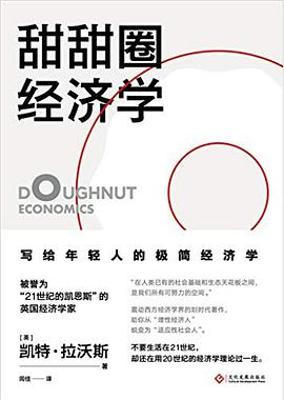 甜甜圈
经济学
DOUGHNUT
ECONOMICS
写给年轻人的极简经济学
被誉为
“21世纪的凯恩斯”的
英国经济学家
[英]
凯特·拉沃斯
著
闾佳 译
“在人类已有的社会基础和生态天花板之间，
是我们所有可努力的空间。”
震动西方经济学界的划时代著作，
助你从“理性经济人”
蜕变为“适应性社会人”。
不要生活在21世纪，
却还在用20世纪的经济学理论过一生。
文化发展出版社
Cultural Development Press